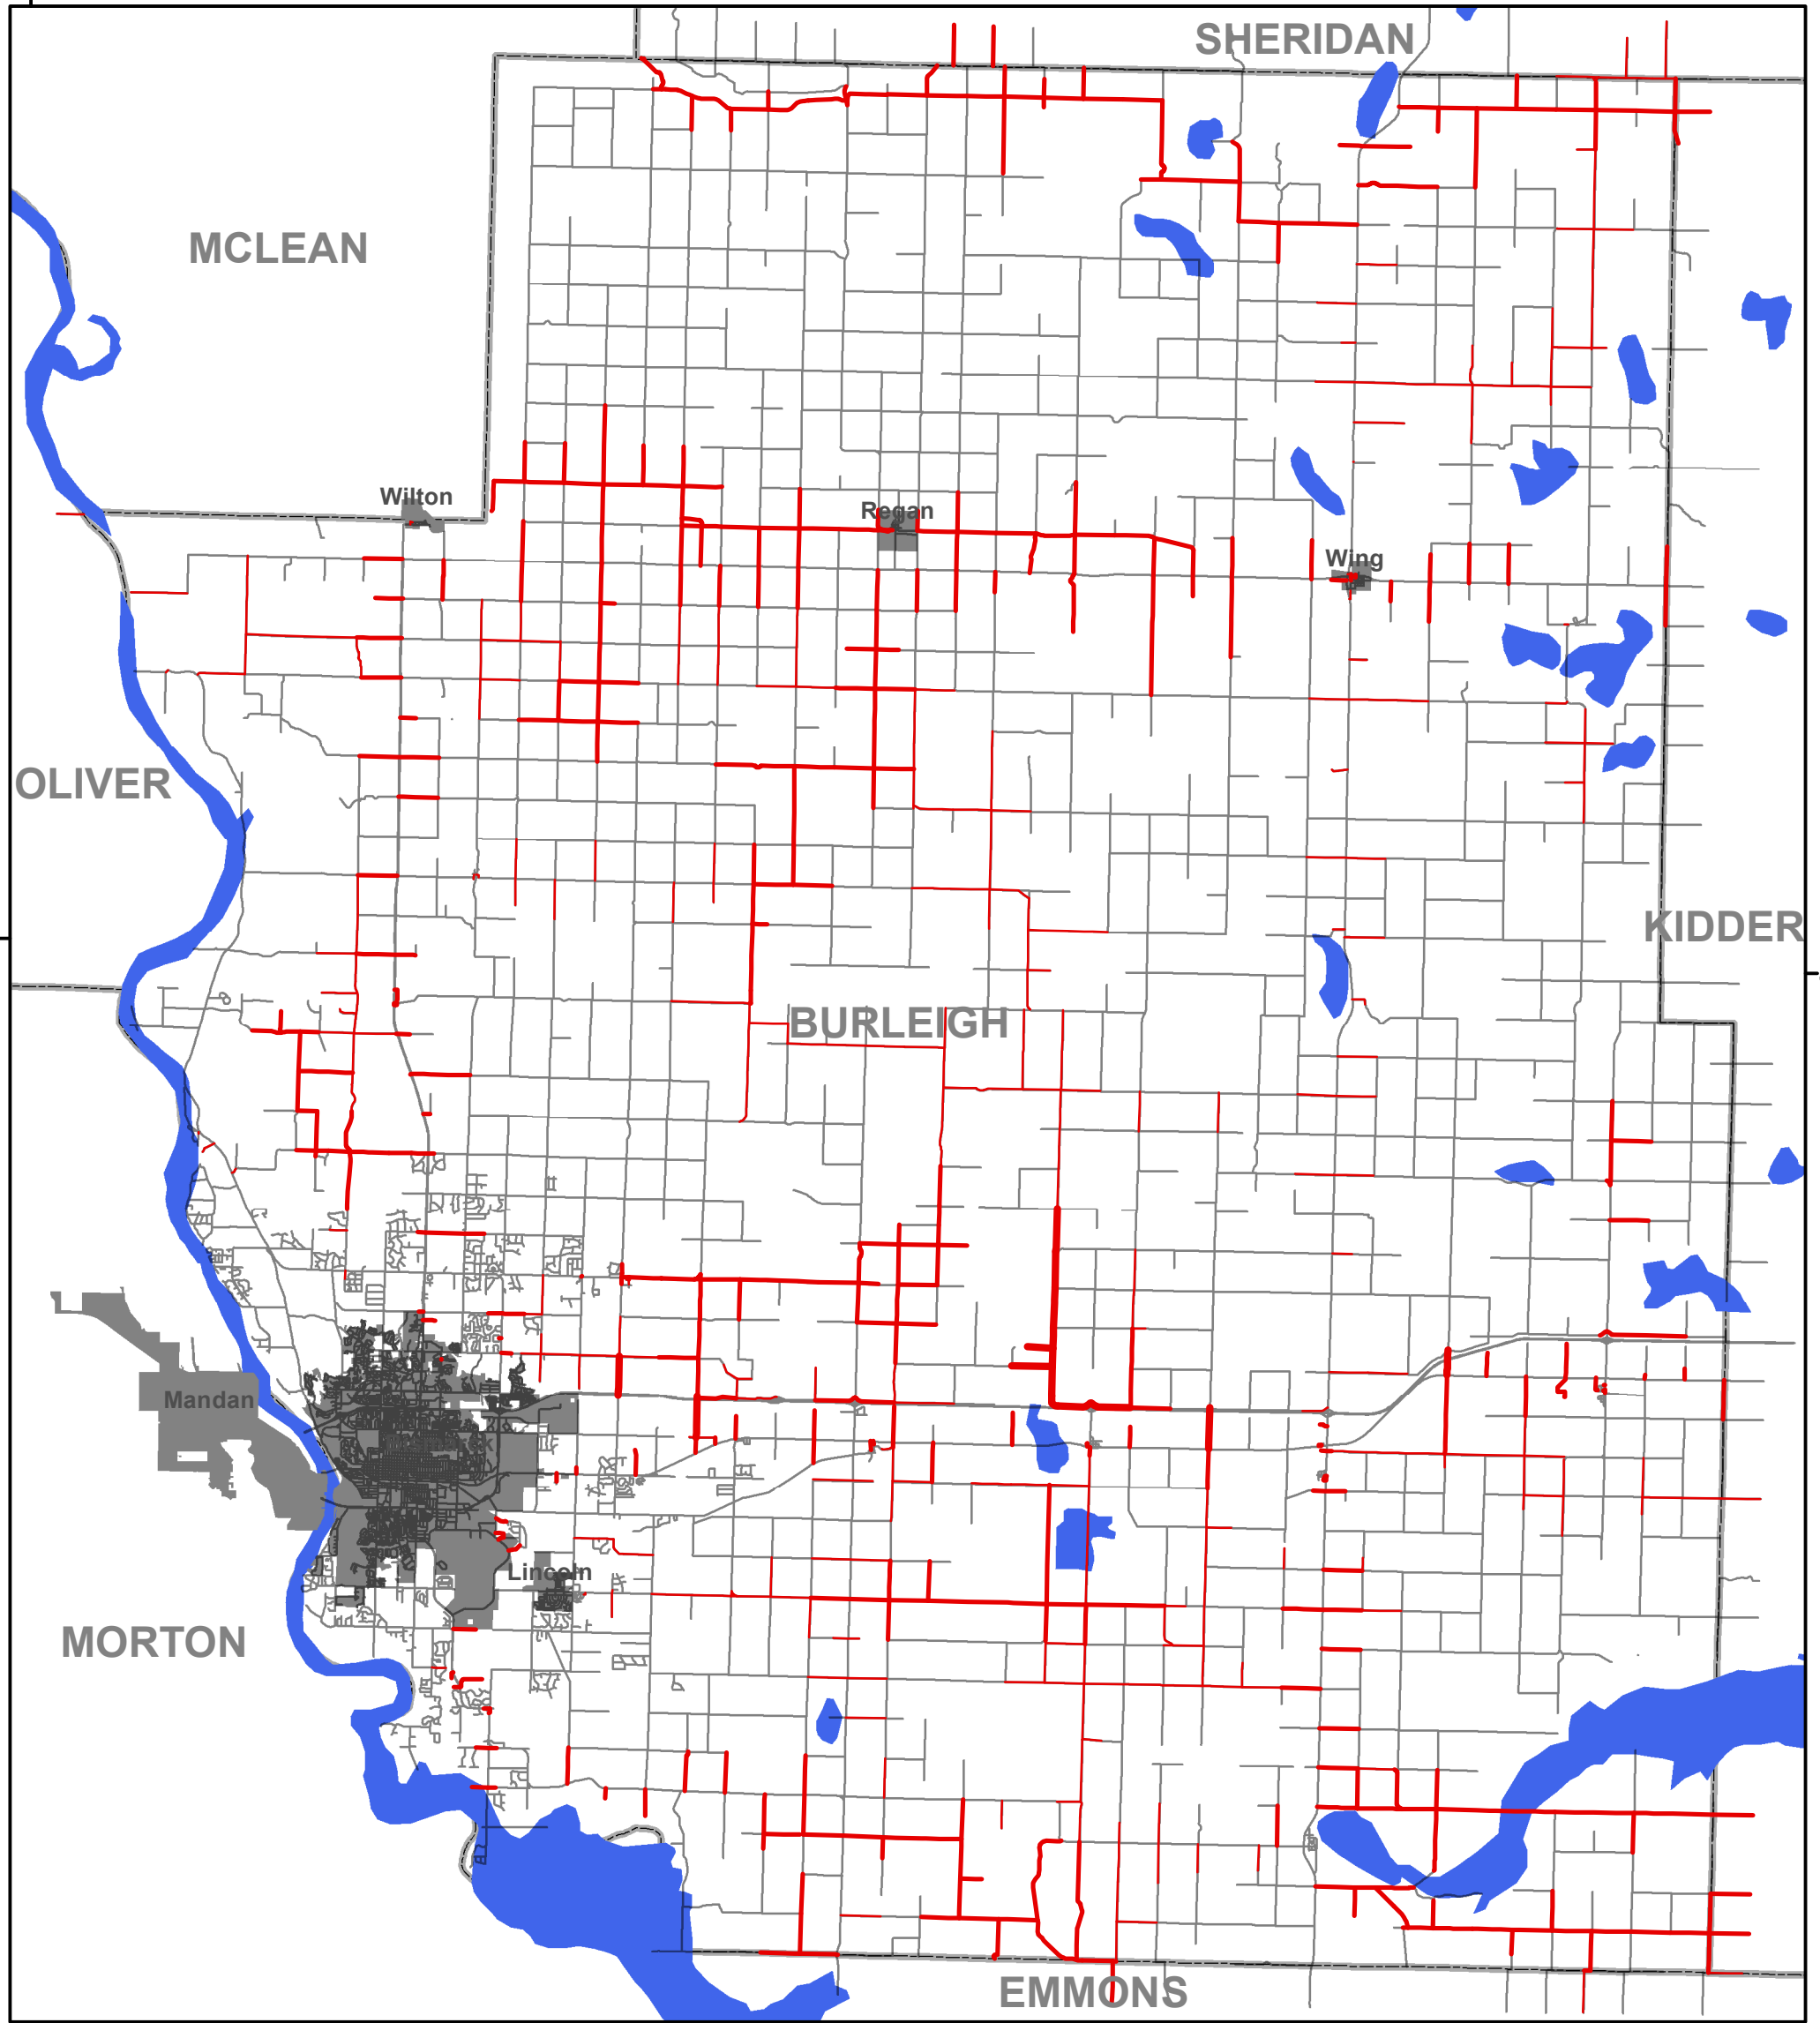 SHERIDAN
MCLEAN
Wilton
Regan
Wing
OLIVER
KIDDER
BURLEIGH
Mandan
Lincoln
MORTON
EMMONS